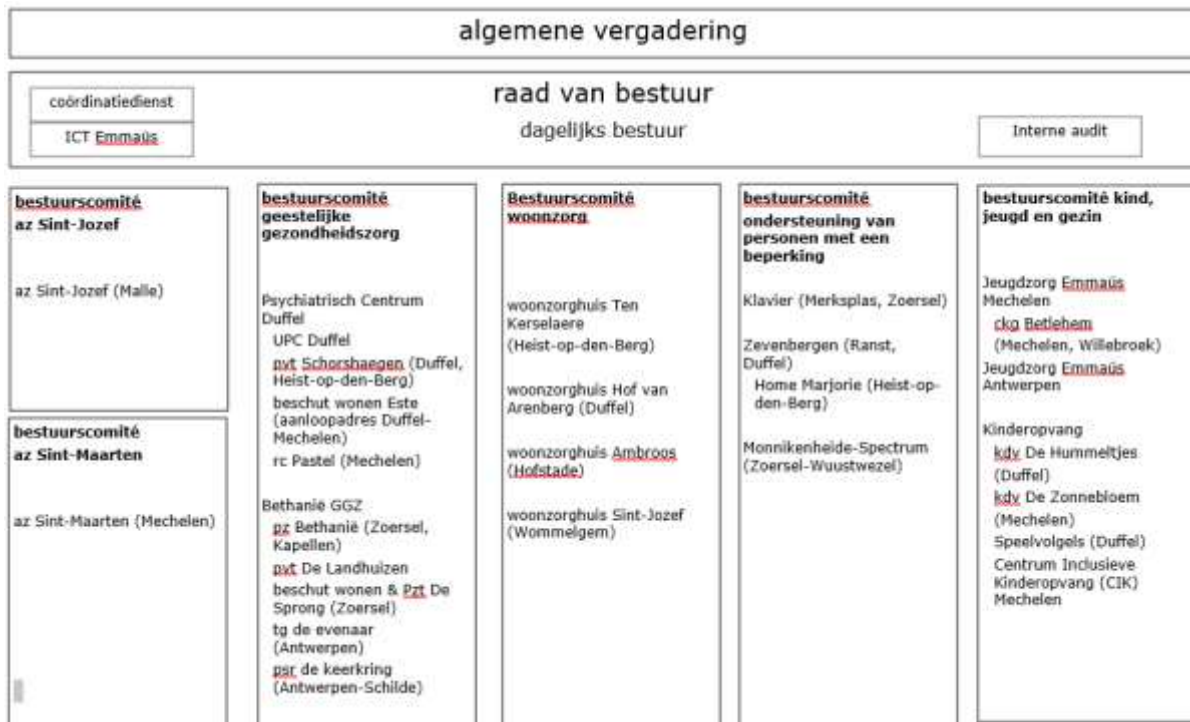 algemene vergadering
raad van bestuur
dagelijks bestuur
coördinatiedienst
ICT Emmaüs
Interne audit
bestuurscomité
az Sint-Jozef
az Sint-Jozef (Malle)
bestuurscomité
az Sint-Maarten
az Sint-Maarten (Mechelen)
bestuurscomité
geestelijke
gezondheidszorg
Psychiatrisch Centrum
Duffel
UPC Duffel
pvt Schorshaegen (Duffel,
Heist-op-den-Berg)
beschut wonen Este
(aanloopadres Duffel-
Mechelen)
rc Pastel (Mechelen)
Bethanië GGZ
pz Bethanië (Zoersel,
Kapellen)
pvt De Landhuizen
beschut wonen & Pzt De
Sprong (Zoersel)
tg de evenaar
(Antwerpen)
psr de keerkring
(Antwerpen-Schilde)
Bestuurscomité
woonzorg
woonzorghuis Ten
Kerselaere
(Heist-op-den-Berg)
woonzorghuis Hof van
Arenberg (Duffel)
woonzorghuis Ambroos
(Hofstade)
woonzorghuis Sint-Jozef
(Wommelgem)
bestuurscomité
ondersteuning van
personen met een
beperking
Klavier (Merksplas, Zoersel)
Zevenbergen (Ranst,
Duffel)
Home Marjorie (Heist-op-
den-Berg)
Monnikenheide-Spectrum
(Zoersel-Wuustwezel)
bestuurscomité kind,
jeugd en gezin
Jeugdzorg Emmaüs
Mechelen
ckg Betlehem
(Mechelen, Willebroek)
Jeugdzorg Emmaüs
Antwerpen
Kinderopvang
kdv De Hummeltjes
(Duffel)
kdv De Zonnebloem
(Mechelen)
Speelvolgels (Duffel)
Centrum Inclusieve
Kinderopvang (CIK)
Mechelen